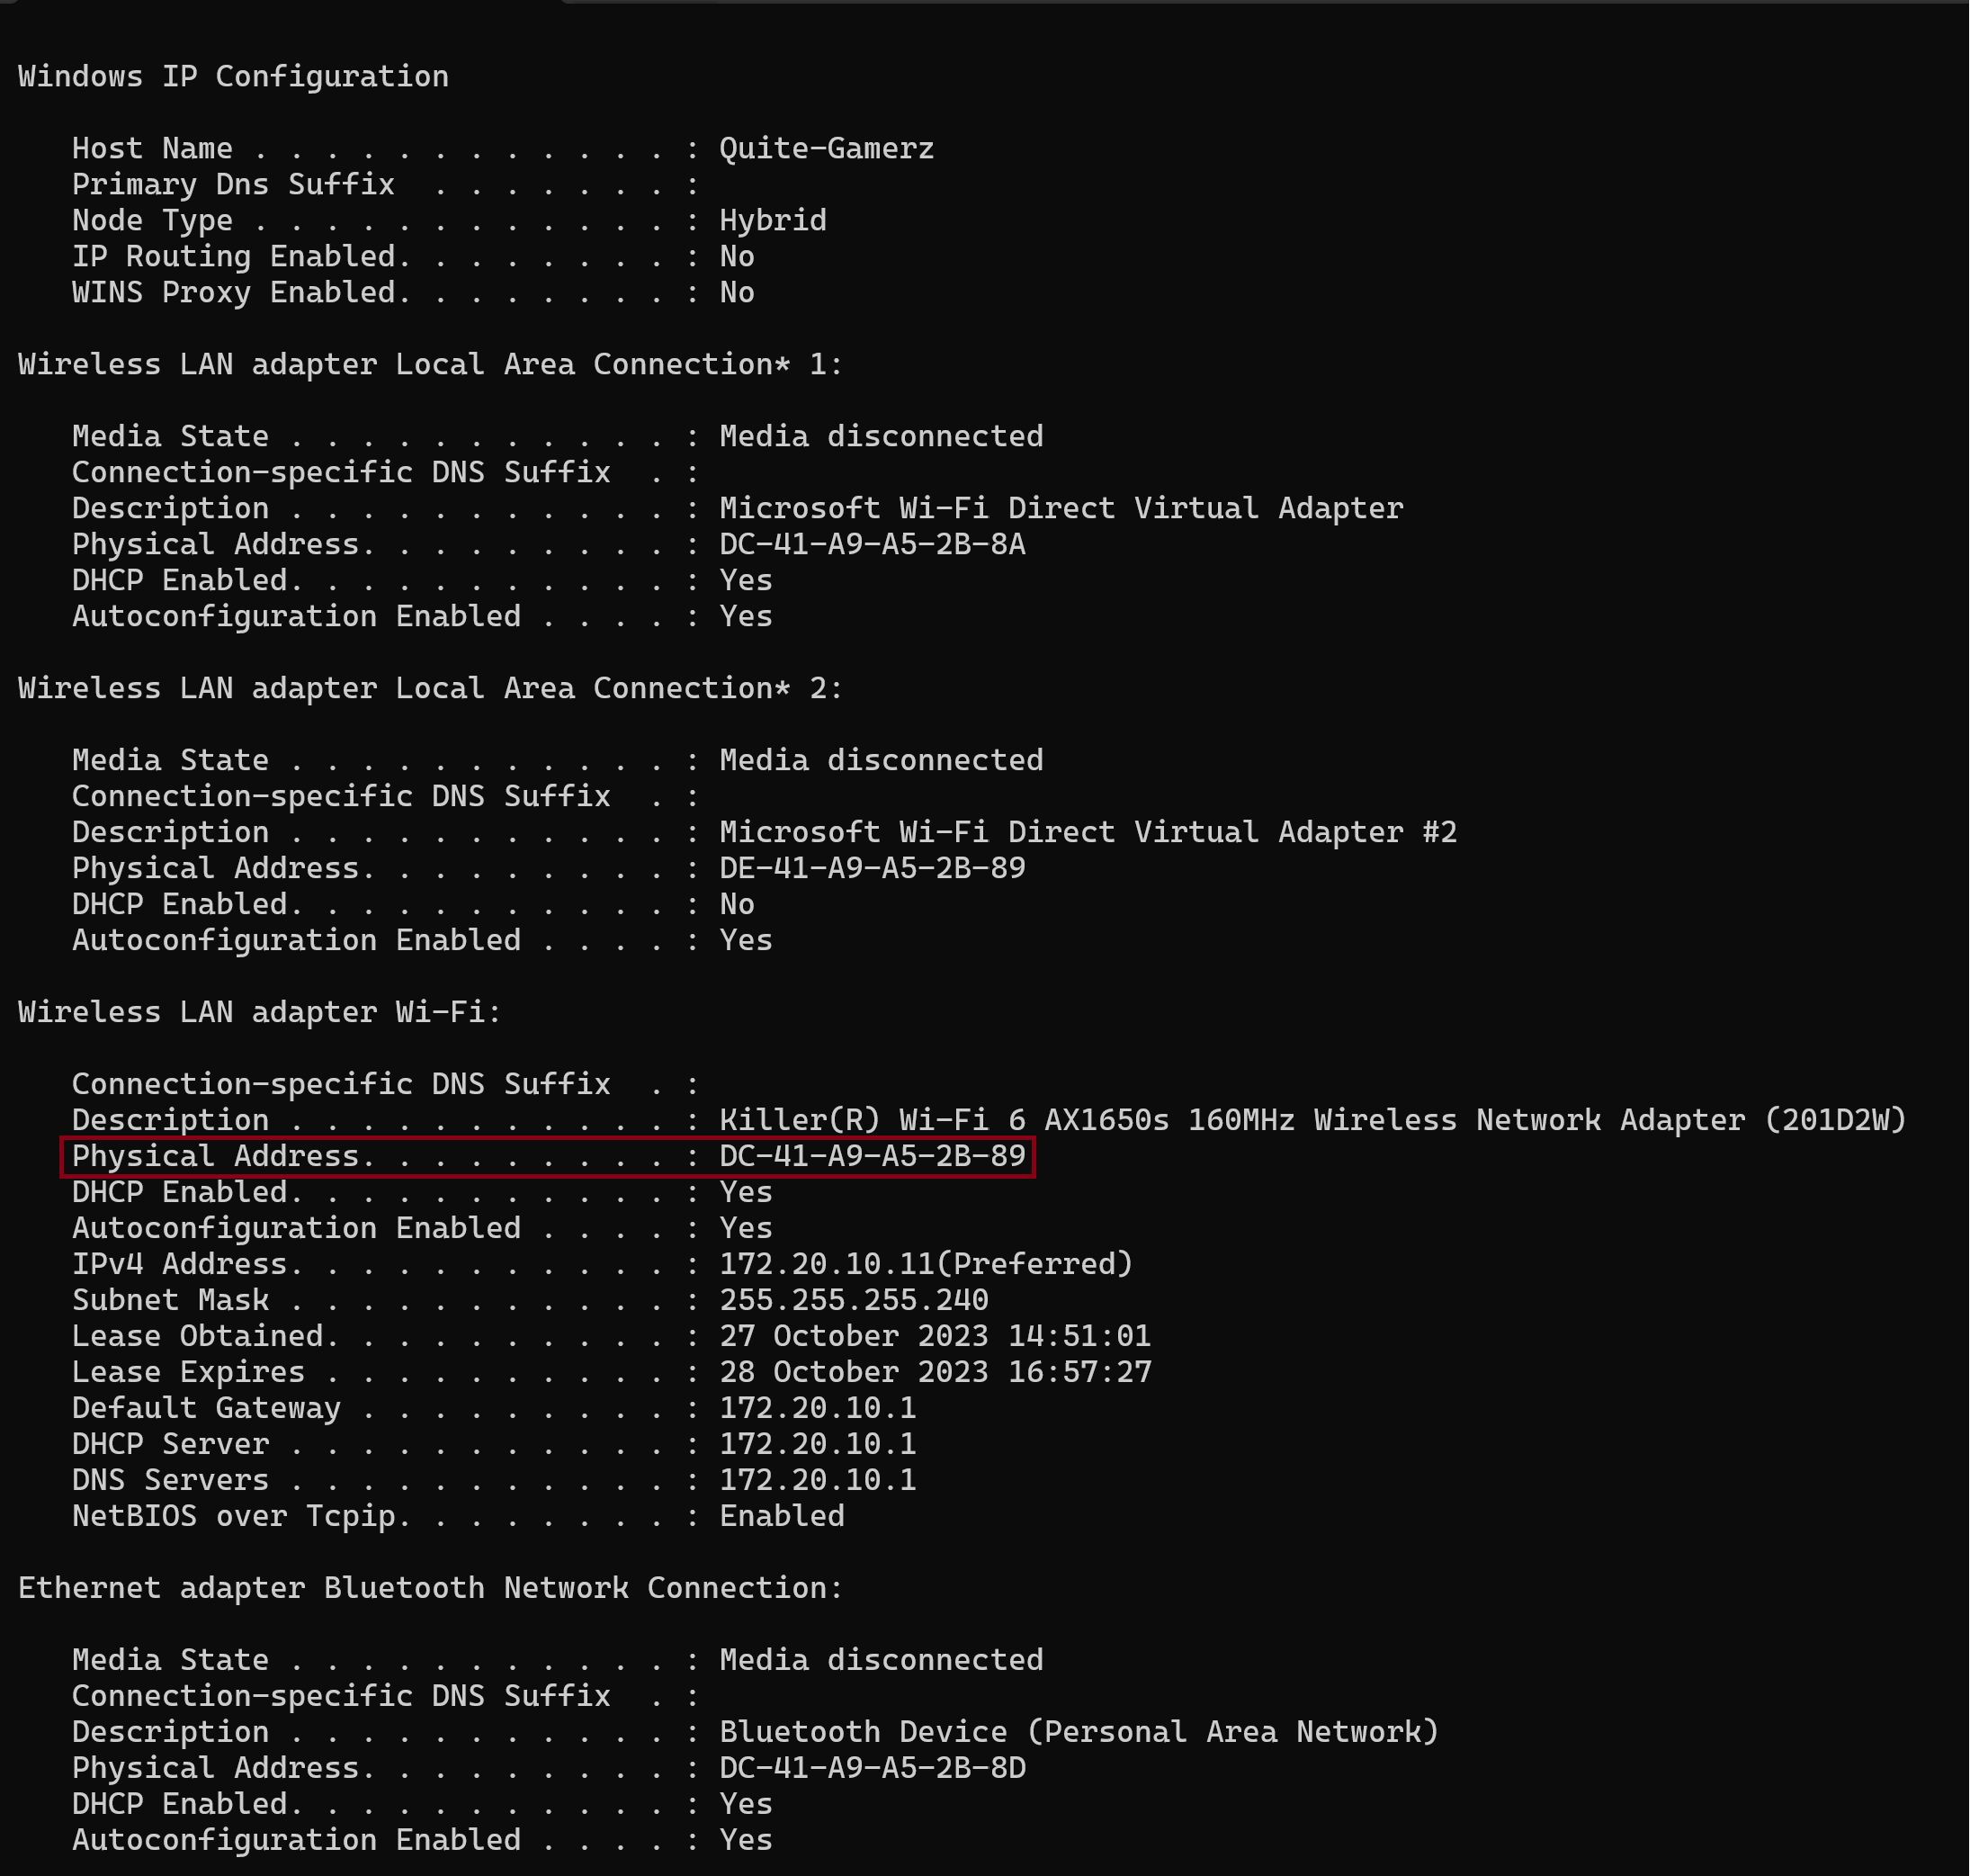 Windows IP Configuration
Host Name . . . . . . . . . . . . : Quite-Gamerz
Primary Dns Suffix  . . . . . . . :
Node Type . . . . . . . . . . . . : Hybrid
IP Routing Enabled. . . . . . . . : No
WINS Proxy Enabled. . . . . . . . : No
Wireless LAN adapter Local Area Connection* 1:
Media State . . . . . . . . . . . : Media disconnected
Connection-specific DNS Suffix  . :
Description . . . . . . . . . . . : Microsoft Wi-Fi Direct Virtual Adapter
Physical Address. . . . . . . . . : DC-41-A9-A5-2B-8A
DHCP Enabled. . . . . . . . . . . : Yes
Autoconfiguration Enabled . . . . : Yes
Wireless LAN adapter Local Area Connection* 2:
Media State . . . . . . . . . . . : Media disconnected
Connection-specific DNS Suffix  . :
Description . . . . . . . . . . . : Microsoft Wi-Fi Direct Virtual Adapter #2
Physical Address. . . . . . . . . : DE-41-A9-A5-2B-89
DHCP Enabled. . . . . . . . . . . : No
Autoconfiguration Enabled . . . . : Yes
Wireless LAN adapter Wi-Fi:
Connection-specific DNS Suffix  . :
Description . . . . . . . . . . . : Killer(R) Wi-Fi 6 AX1650s 160MHz Wireless Network Adapter (201D2W)
Physical Address. . . . . . . . . : DC-41-A9-A5-2B-89
DHCP Enabled. . . . . . . . . . . : Yes
Autoconfiguration Enabled . . . . : Yes
IPv4 Address. . . . . . . . . . . : 172.20.10.11(Preferred)
Subnet Mask . . . . . . . . . . . : 255.255.255.240
Lease Obtained. . . . . . . . . . : 27 October 2023 14:51:01
Lease Expires . . . . . . . . . . : 28 October 2023 16:57:27
Default Gateway . . . . . . . . . : 172.20.10.1
DHCP Server . . . . . . . . . . . : 172.20.10.1
DNS Servers . . . . . . . . . . . : 172.20.10.1
NetBIOS over Tcpip. . . . . . . . : Enabled
Ethernet adapter Bluetooth Network Connection:
Media State . . . . . . . . . . . : Media disconnected
Connection-specific DNS Suffix  . :
Description . . . . . . . . . . . : Bluetooth Device (Personal Area Network)
Physical Address. . . . . . . . . : DC-41-A9-A5-2B-8D
DHCP Enabled. . . . . . . . . . . : Yes
Autoconfiguration Enabled . . . . : Yes